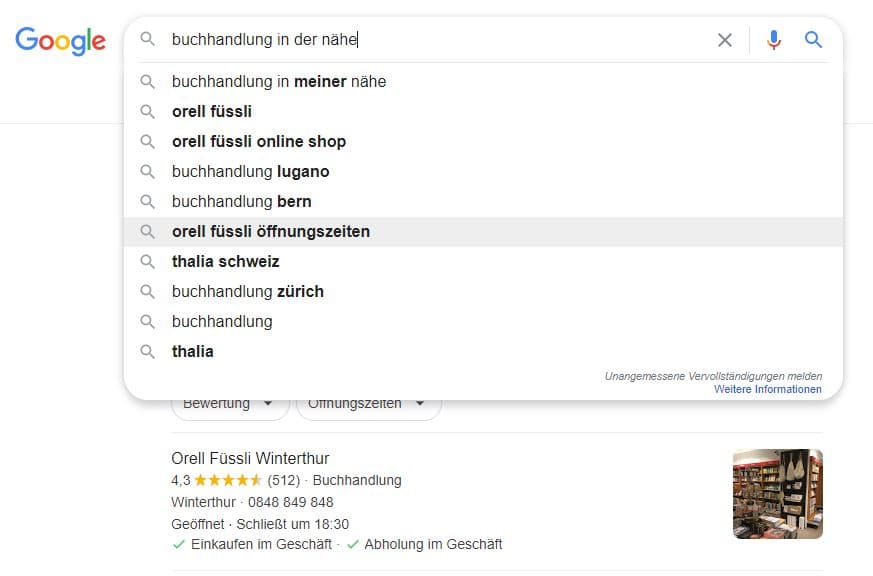 Google
buchhandlung in der nähe
buchhandlung in meiner nähe
orell füssli
orell füssli online shop
buchhandlung lugano
buchhandlung bern
orell füssli öffnungszeiten
thalia schweiz
buchhandlung zürich
buchhandlung
thalia
Unangemessene Vervollständigungen melden
Weitere Informationen
Bewertung Öffnungszeiten
Orell Füssli Winterthur
4,3 (512) · Buchhandlung
Winterthur · 0848 849 848
Geöffnet · Schließt um 18:30
Einkaufen im Geschäft · Abholung im Geschäft